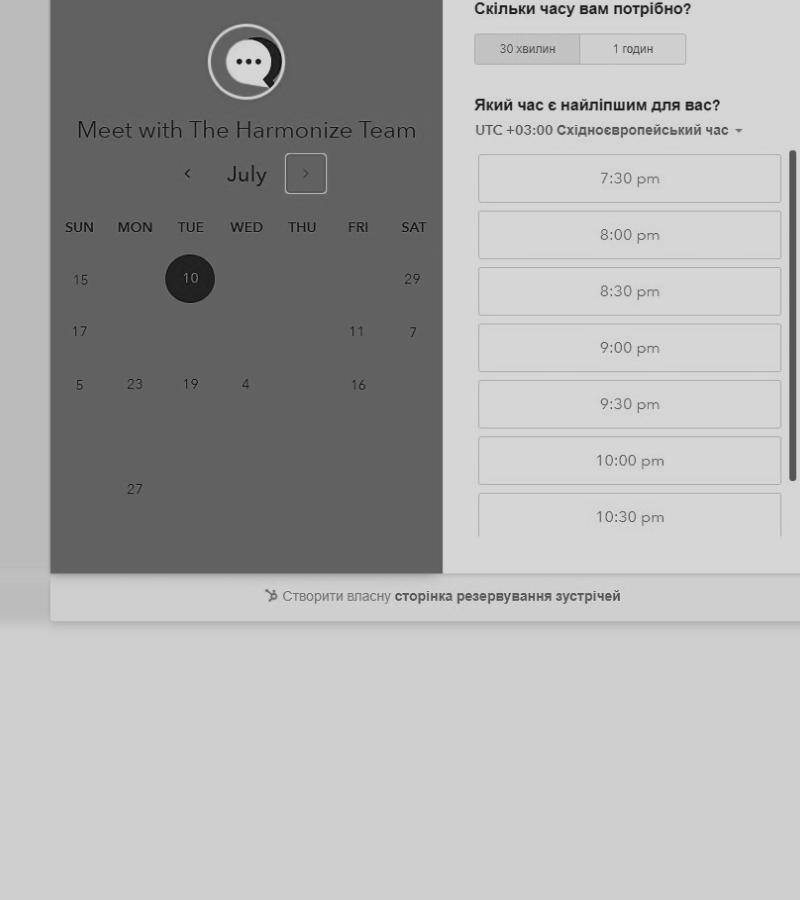 Meet with The Harmonize Team
July
SUN MON TUE WED THU FRI SAT
15 10 29
17 11 7
5 23 19 4 16
27
Скільки часу вам потрібно?
30 хвилин 1 годин
Який час є найліпшим для вас?
UTC +03:00 Східноєвропейський час
7:30 pm
8:00 pm
8:30 pm
9:00 pm
9:30 pm
10:00 pm
10:30 pm
Створити власну сторінка резервування зустрічей